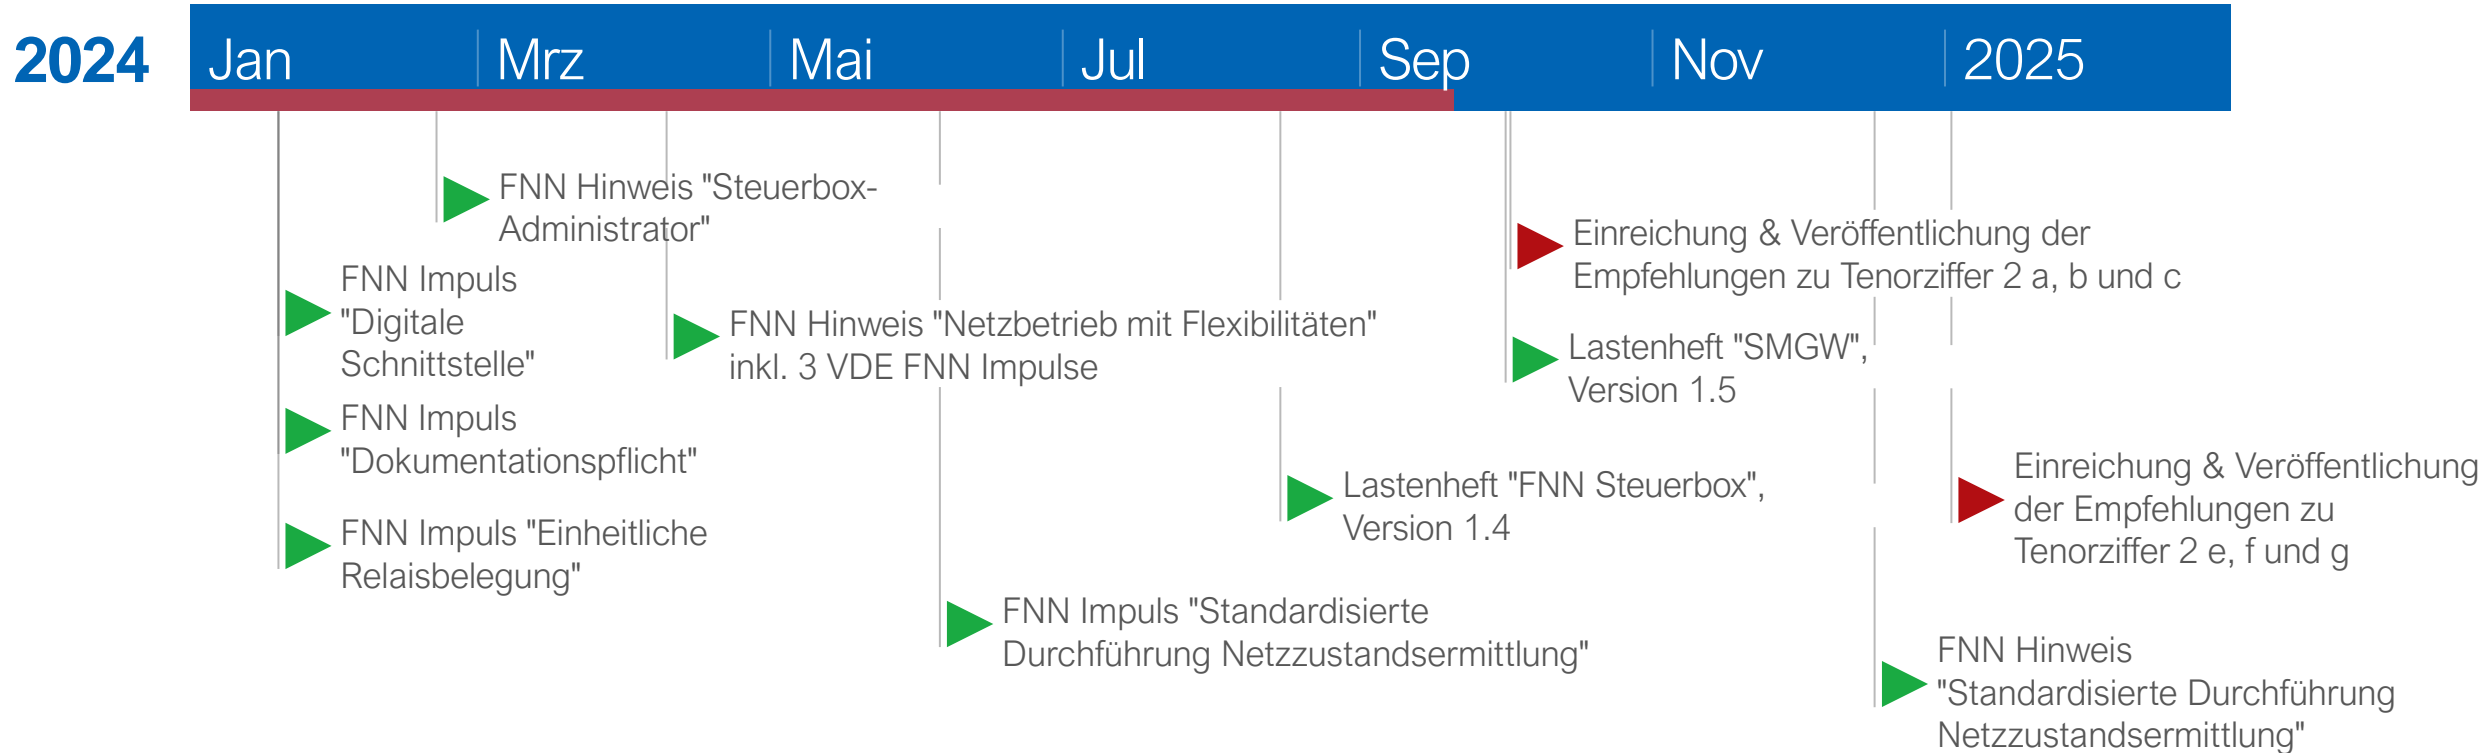 2024
Jan
Mrz
Mai
Jul
Sep
Nov
2025
FNN Hinweis "Steuerbox-
Administrator"
FNN Impuls
"Digitale
Schnittstelle"
FNN Impuls
"Dokumentationspflicht"
FNN Impuls "Einheitliche
Relaisbelegung"
FNN Hinweis "Netzbetrieb mit Flexibilitäten"
inkl. 3 VDE FNN Impulse
FNN Impuls "Standardisierte
Durchführung Netzzustandsermittlung"
Lastenheft "FNN Steuerbox",
Version 1.4
Einreichung & Veröffentlichung der
Empfehlungen zu Tenorziffer 2 a, b und c
Lastenheft "SMGW",
Version 1.5
Einreichung & Veröffentlichung
der Empfehlungen zu
Tenorziffer 2 e, f und g
FNN Hinweis
"Standardisierte Durchführung
Netzzustandsermittlung"